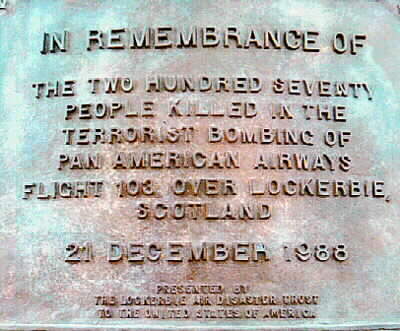 IN REMEMBRANCE OF
THE TWO HUNDRED SEVENTY
PEOPLE KILLED IN THE
TERRORIST BOMBING OF
PAN AMERICAN AIRWAYS
FLIGHT 103 OVER LOCKERBIE,
SCOTLAND
21 DECEMBER 1988
PRESENTED BY
THE LOCKERBIE AIR DISASTER TRUST
TO THE UNITED STATES OF AMERICA